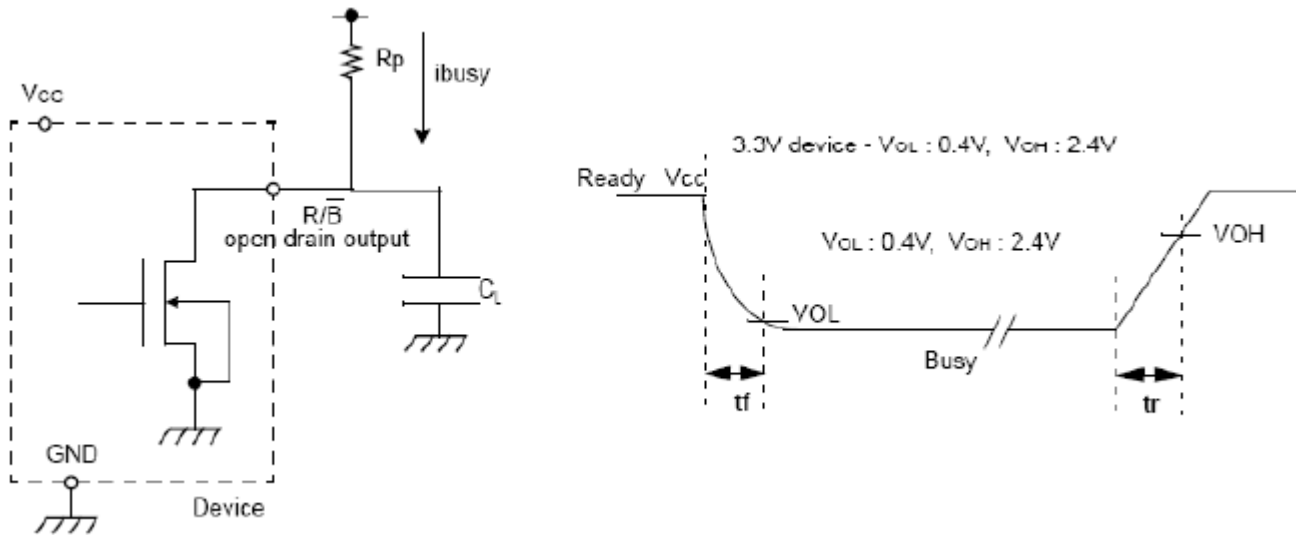 Rp
ibusy
Vcc
R/B̅
open drain output
CL
GND
Device
3.3V device - VOL : 0.4V, VOH : 2.4V
Ready Vcc
VOL : 0.4V, VOH : 2.4V
VOH
VOL
Busy
tf
tr